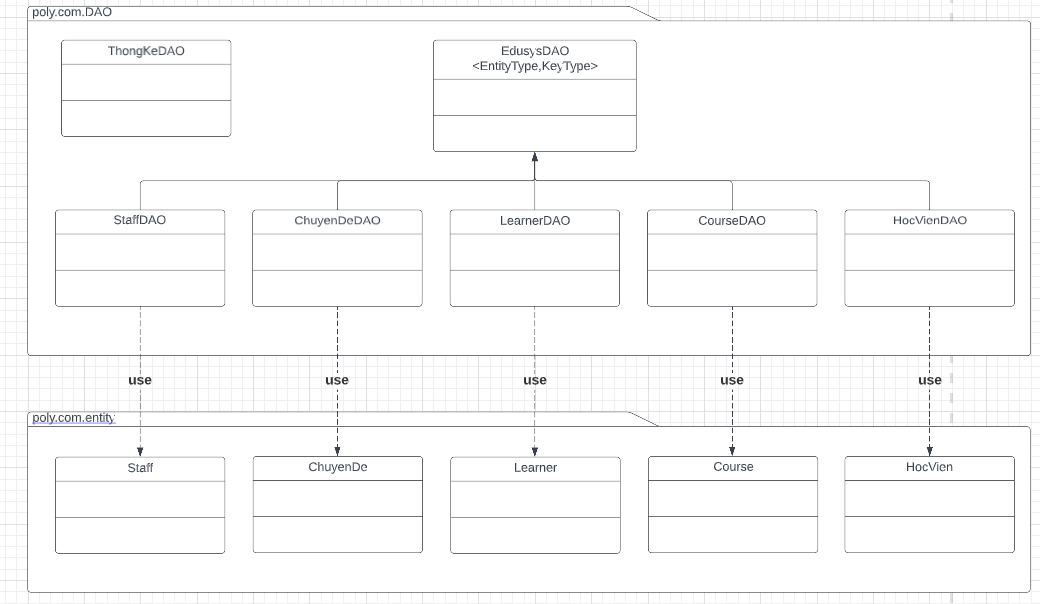 poly.com.DAO
ThongKeDAO
EdusysDAO
<EntityType,KeyType>
StaffDAO
ChuyenDeDAO
LearnerDAO
CourseDAO
HocVienDAO
use
use
use
use
use
poly.com.entity
Staff
ChuyenDe
Learner
Course
HocVien